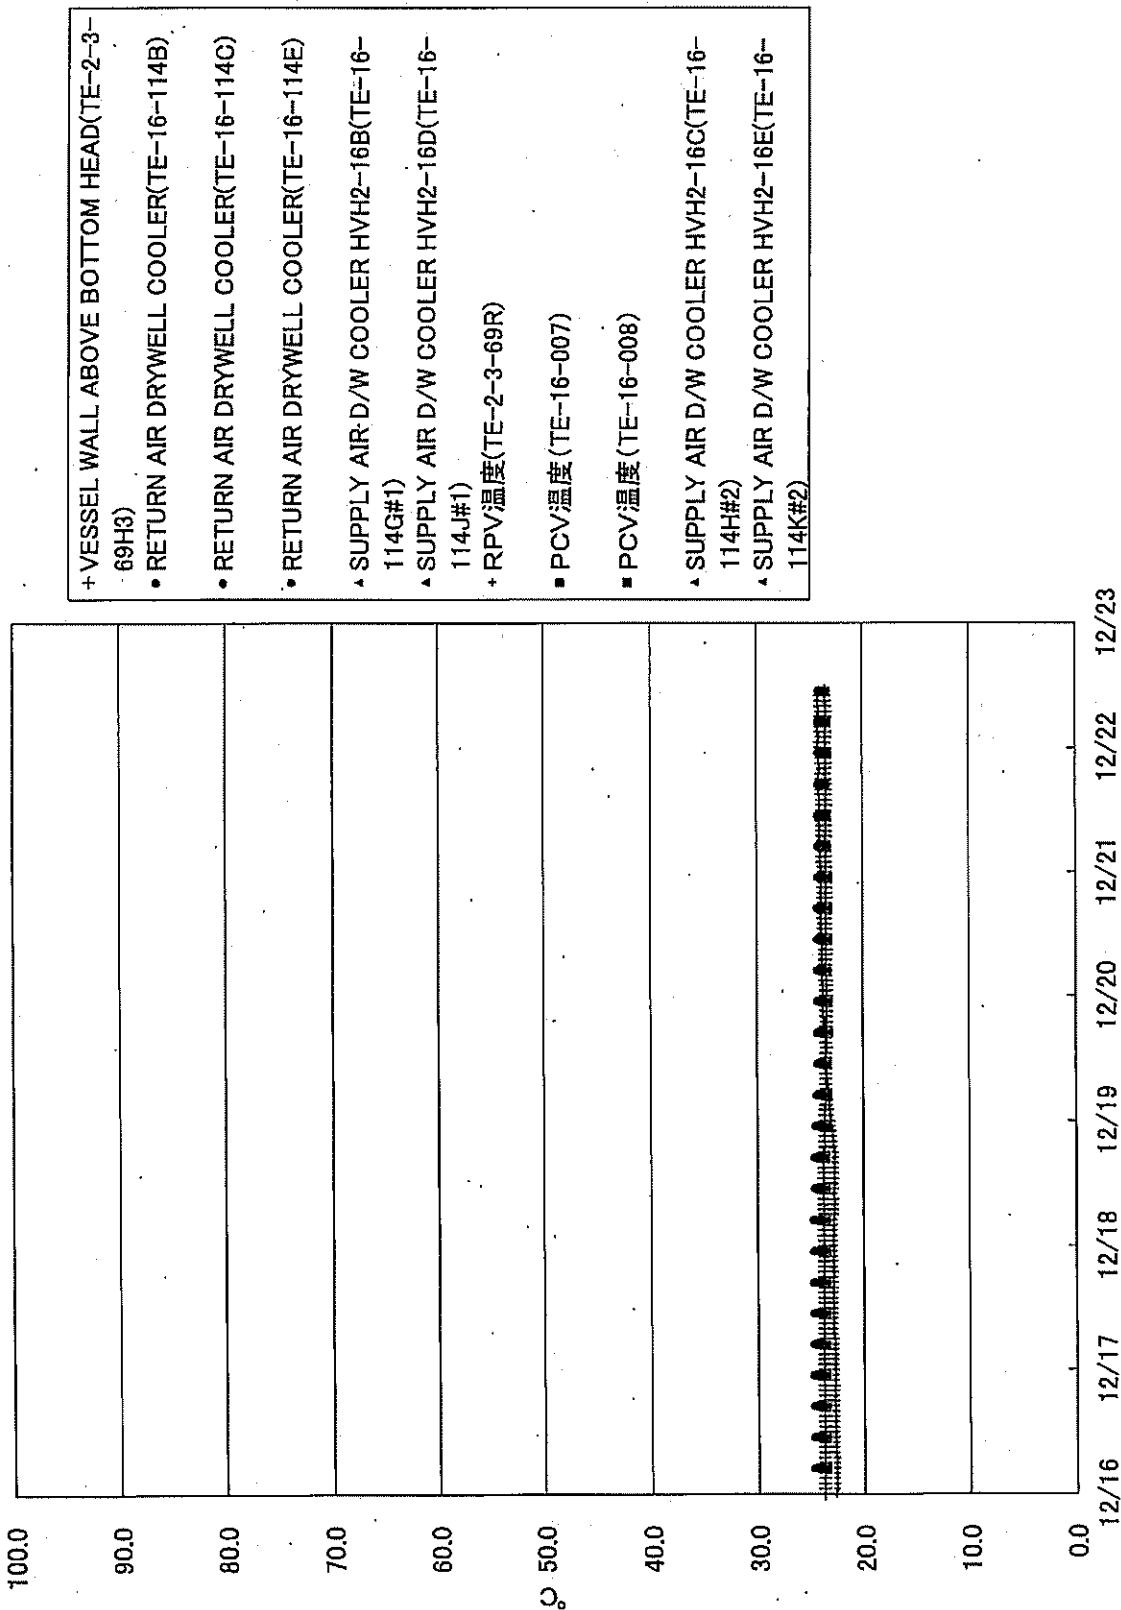 100.0
90.0
80.0
70.0
60.0
50.0
40.0
30.0
20.0
10.0
0.0
℃
12/16
12/17
12/18
12/19
12/20
12/21
12/22
12/23
+VESSEL WALL ABOVE BOTTOM HEAD(TE-2-3-
69H3)
• RETURN AIR DRYWELL COOLER(TE-16-114B)
• RETURN AIR DRYWELL COOLER(TE-16-114C)
• RETURN AIR DRYWELL COOLER(TE-16-114E)
▲ SUPPLY AIR D/W COOLER HVH2-16B(TE-16-
114G#1)
▲ SUPPLY AIR D/W COOLER HVH2-16D(TE-16-
114J#1)
+ RPV温度(TE-2-3-69R)
■ PCV温度(TE-16-007)
■ PCV温度(TE-16-008)
▲ SUPPLY AIR D/W COOLER HVH2-16C(TE-16-
114H#2)
▲ SUPPLY AIR D/W COOLER HVH2-16E(TE-16-
114K#2)